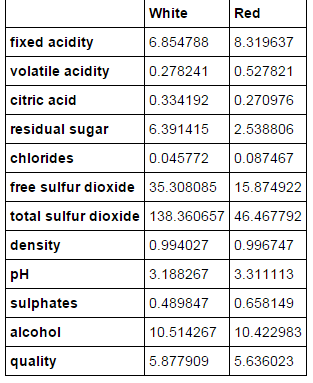 White Red
fixed acidity 6.854788 8.319637
volatile acidity 0.278241 0.527821
citric acid 0.334192 0.270976
residual sugar 6.391415 2.538806
chlorides 0.045772 0.087467
free sulfur dioxide 35.308085 15.874922
total sulfur dioxide 138.360657 46.467792
density 0.994027 0.996747
pH 3.188267 3.311113
sulphates 0.489847 0.658149
alcohol 10.514267 10.422983
quality 5.877909 5.636023